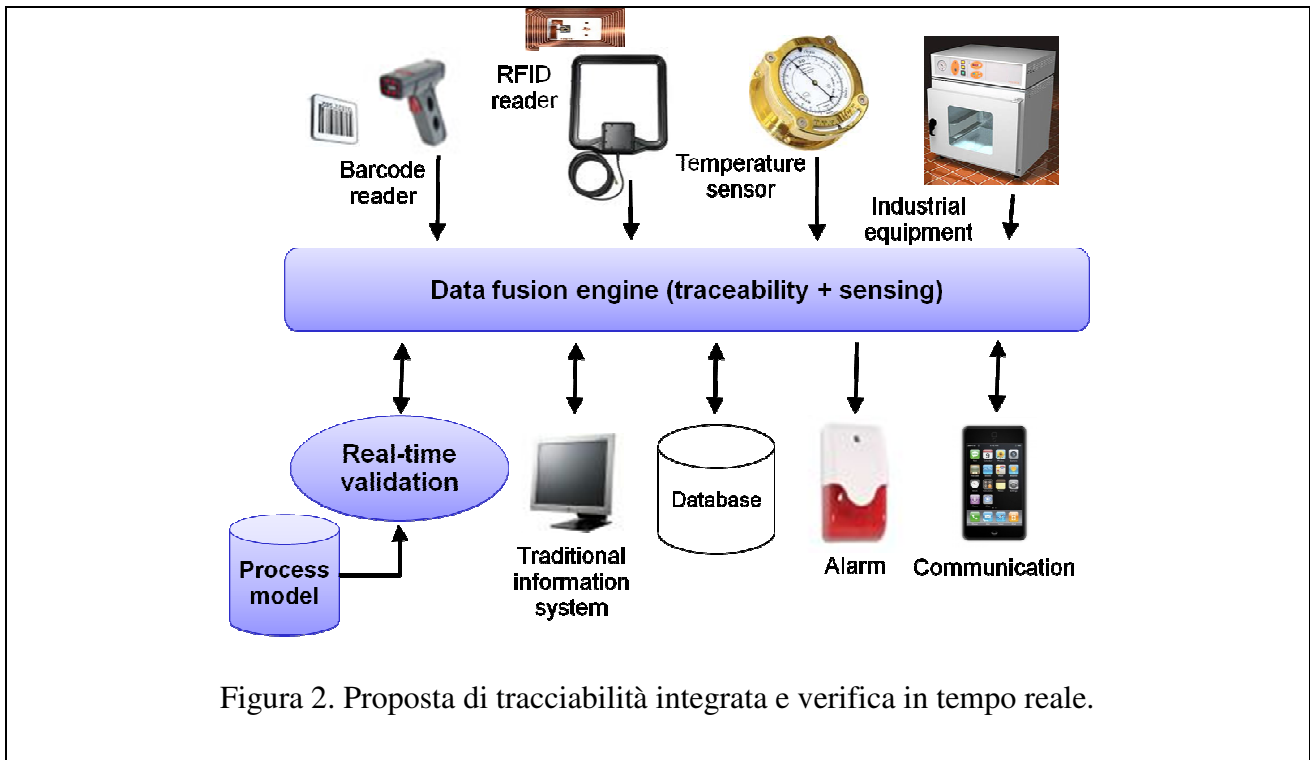 RFID
reader
Barcode
reader
Temperature
sensor
Industrial
equipment
Data fusion engine (traceability + sensing)
Real-time
validation
Process
model
Traditional
information
system
Database
Alarm
Communication
Figura 2. Proposta di tracciabilità integrata e verifica in tempo reale.